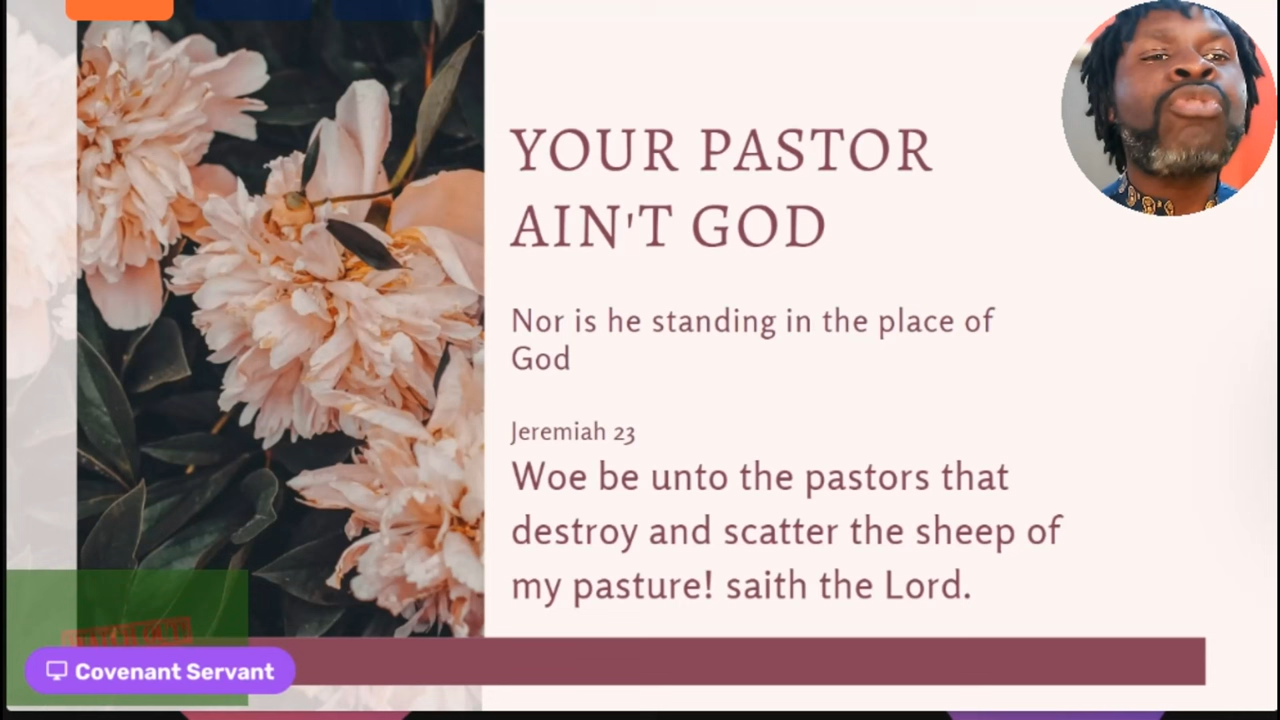 YOUR PASTOR
AIN'T GOD
Nor is he standing in the place of
God
Jeremiah 23
Woe be unto the pastors that
destroy and scatter the sheep of
my pasture! saith the Lord.
Covenant Servant